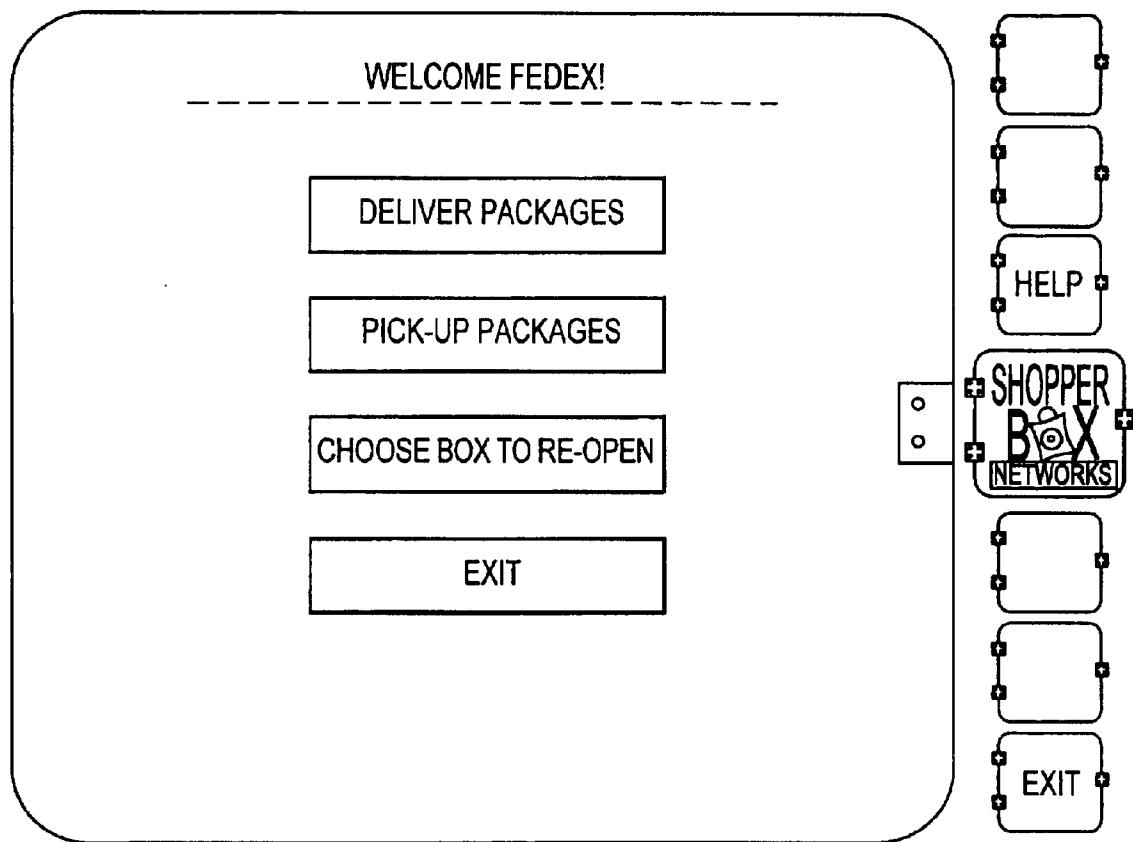 WELCOME FEDEX!
DELIVER PACKAGES
PICK-UP PACKAGES
CHOOSE BOX TO RE-OPEN
EXIT
HELP
SHOPPER
BOX
NETWORKS
EXIT